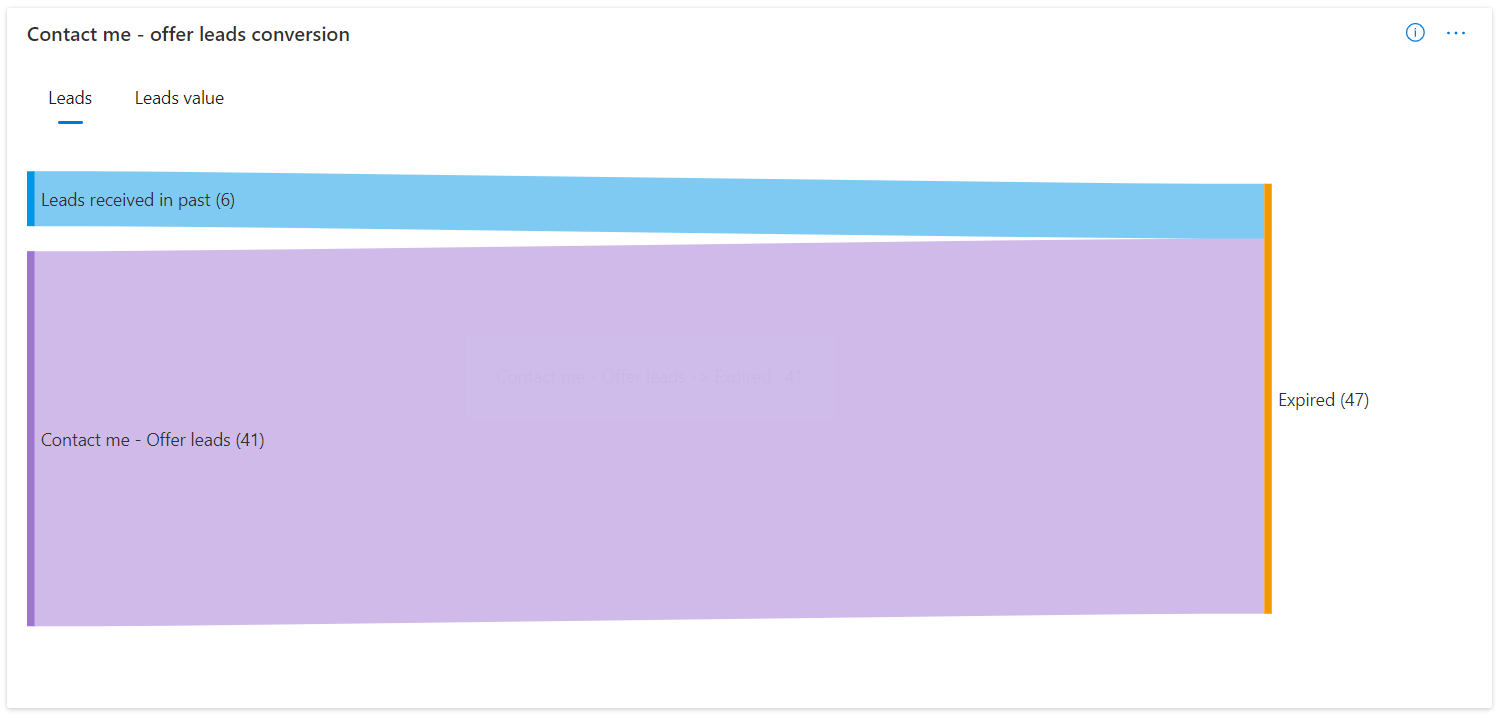 Contact me - offer leads conversion
Leads
Leads value
Leads received in past (6)
Contact me - Offer leads -> Expired : 41
Expired (47)
Contact me - Offer leads (41)